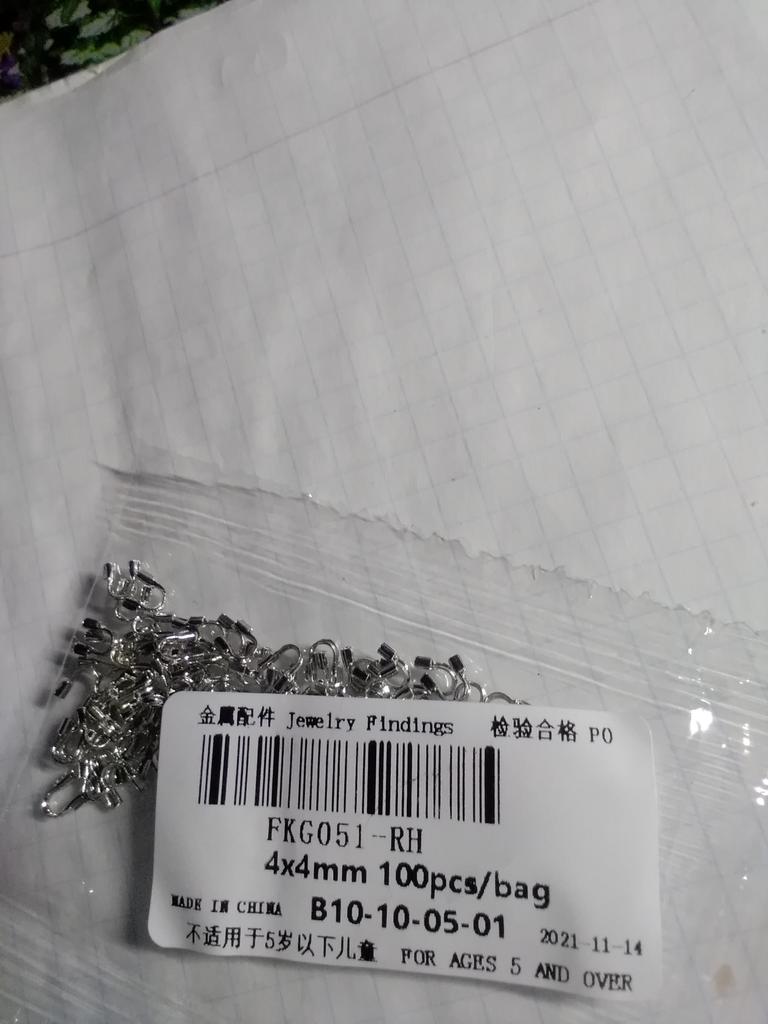 金属配件 Jewelry Findings 检验合格 PO
FKG051-RH
4x4mm 100pcs/bag
MADE IN CHINA B10-10-05-01 2021-11-14
不适用于5岁以下儿童 FOR AGES 5 AND OVER